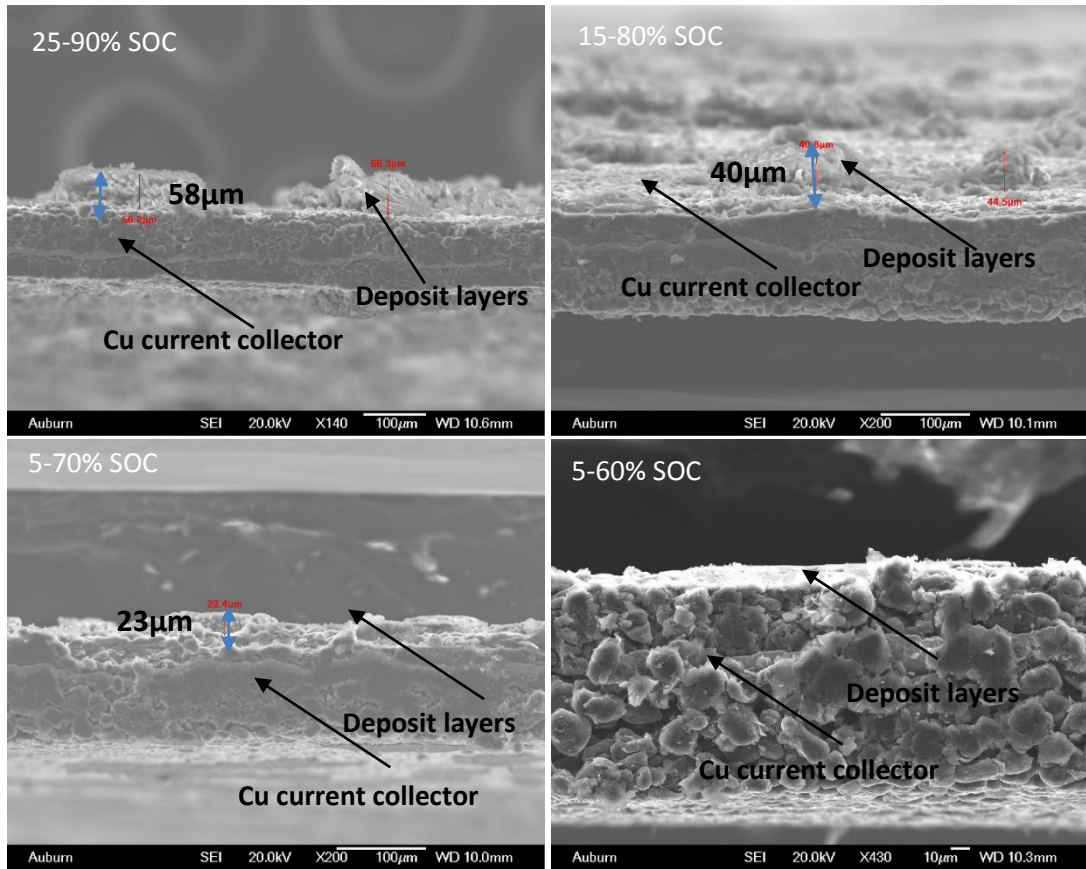 25-90% SOC
58μm
56.2μm
66.3μm
Deposit layers
Cu current collector
Auburn SEI 20.0kV X140 100μm WD 10.6mm
15-80% SOC
40.8μm
40μm
44.5μm
Deposit layers
Cu current collector
Auburn SEI 20.0kV X200 100μm WD 10.1mm
5-70% SOC
23.4μm
23μm
Deposit layers
Cu current collector
Auburn SEI 20.0kV X200 100μm WD 10.0mm
5-60% SOC
Deposit layers
Cu current collector
Auburn SEI 20.0kV X430 10μm WD 10.3mm